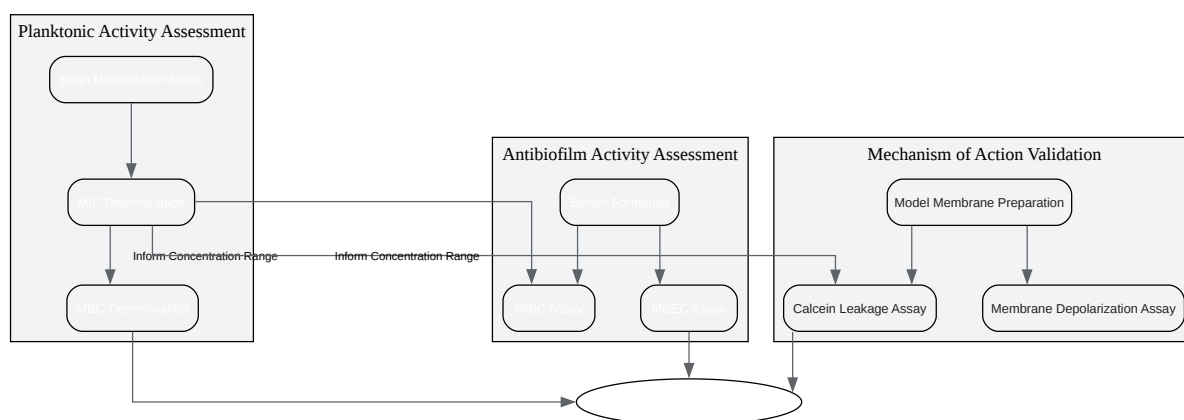 Planktonic Activity Assessment
Broth Microdilution Assay
MIC Determination
Inform Concentration Range
Inform Concentration Range
MBC Determination
Antibiofilm Activity Assessment
Biofilm Formation
MBIC Assay
MBEC Assay
Mechanism of Action Validation
Model Membrane Preparation
Calcein Leakage Assay
Membrane Depolarization Assay